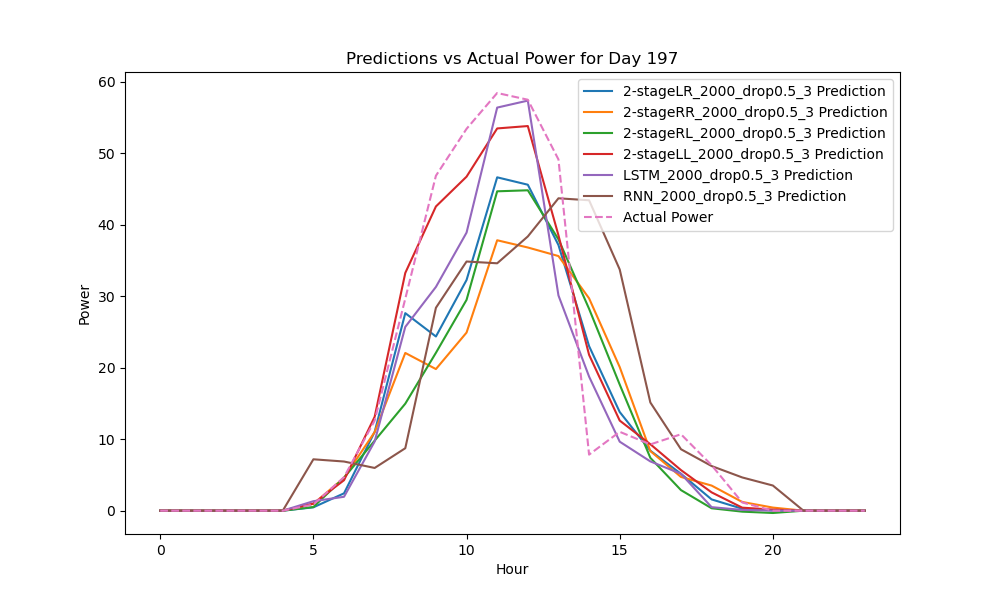 Predictions vs Actual Power for Day 197
2-stageLR_2000_drop0.5_3 Prediction
2-stageRR_2000_drop0.5_3 Prediction
2-stageRL_2000_drop0.5_3 Prediction
2-stageLL_2000_drop0.5_3 Prediction
LSTM_2000_drop0.5_3 Prediction
RNN_2000_drop0.5_3 Prediction
Actual Power
60
50
40
30
20
10
0
Power
0 5 10 15 20
Hour